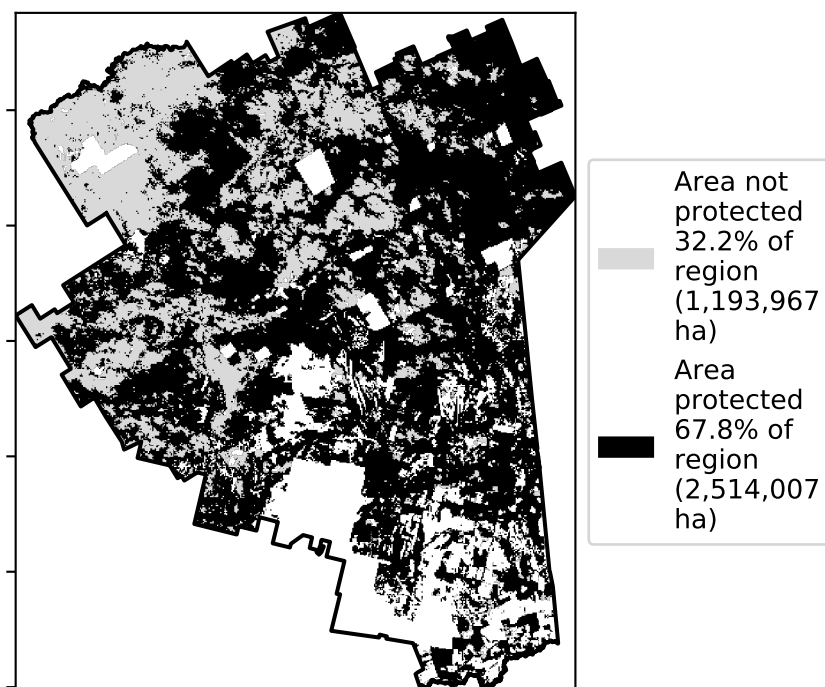 Area not
protected
32.2% of
region
(1,193,967
ha)
Area
protected
67.8% of
region
(2,514,007
ha)